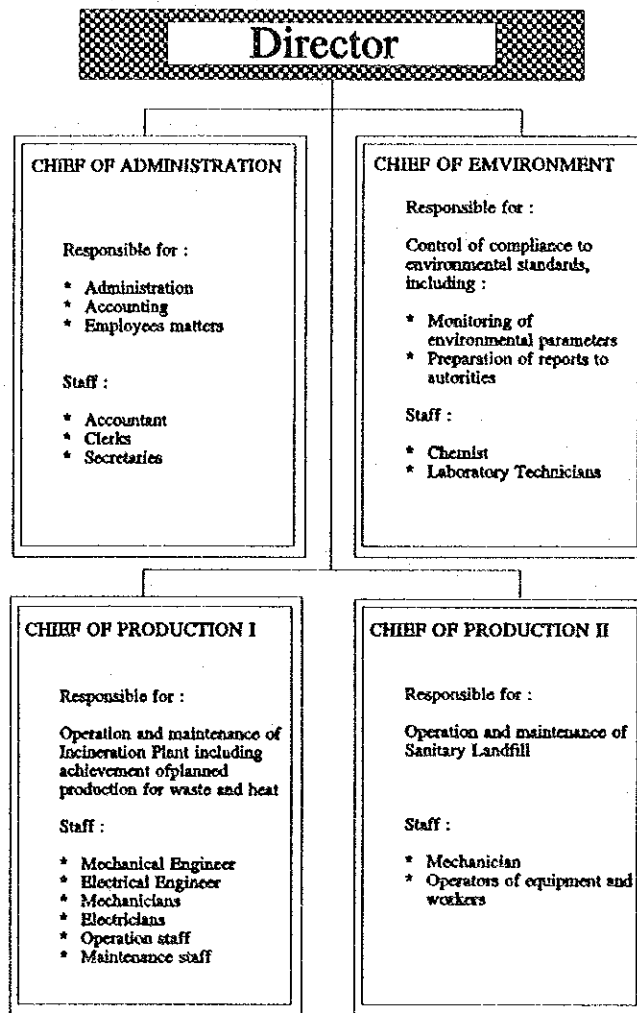 Director
CHIEF OF ADMINISTRATION
Responsible for :
* Administration
* Accounting
* Employees matters
Staff :
* Accountant
* Clerks
* Secretaries
CHIEF OF EMVIRONMENT
Responsible for :
Control of compliance to
environmental standards,
including :
* Monitoring of
environmental parameters
* Preparation of reports to
autorities
Staff :
* Chemist
* Laboratory Technicians
CHIEF OF PRODUCTION I
Responsible for :
Operation and maintenance of
Incineration Plant including
achievement ofplanned
production for waste and heat
Staff :
* Mechanical Engineer
* Electrical Engineer
* Mechanicians
* Electricians
* Operation staff
* Maintenance staff
CHIEF OF PRODUCTION II
Responsible for :
Operation and maintenance of
Sanitary Landfill
Staff :
* Mechanician
* Operators of equipment and
workers